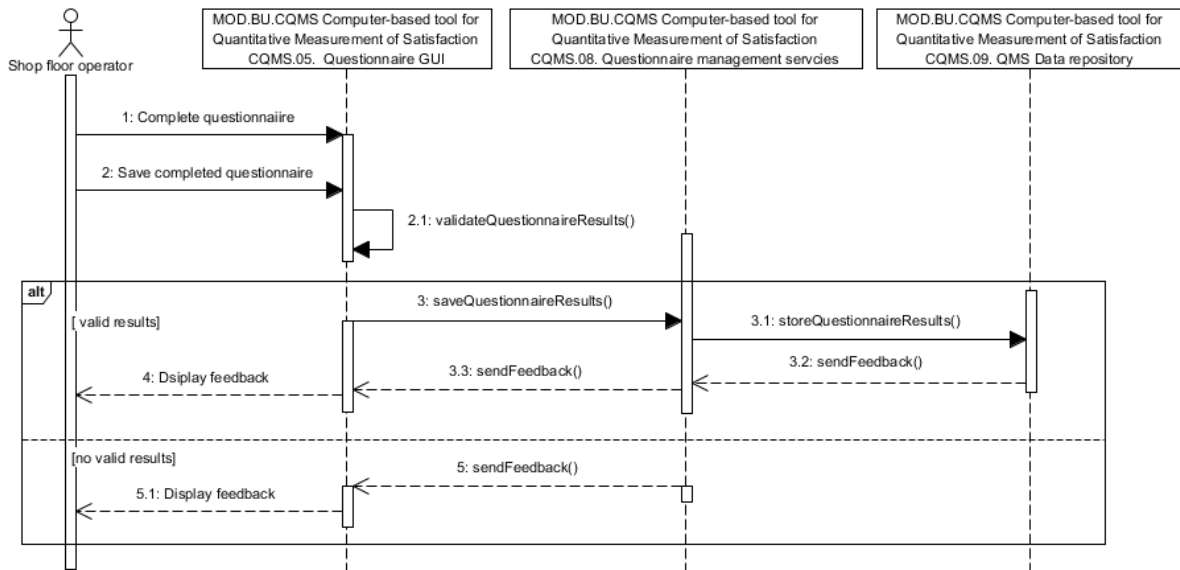 MOD.BU.CQMS Computer-based tool for
Quantitative Measurement of Satisfaction
CQMS.05.  Questionnaire GUI
MOD.BU.CQMS Computer-based tool for
Quantitative Measurement of Satisfaction
CQMS.08. Questionnaire management servcies
MOD.BU.CQMS Computer-based tool for
Quantitative Measurement of Satisfaction
CQMS.09. QMS Data repository
Shop floor operator
1: Complete questionnaiire
2: Save completed questionnaire
2.1: validateQuestionnaireResults()
alt
[ valid results]
3: saveQuestionnaireResults()
3.1: storeQuestionnaireResults()
3.2: sendFeedback()
3.3: sendFeedback()
4: Dsiplay feedback
[no valid results]
5: sendFeedback()
5.1: Display feedback